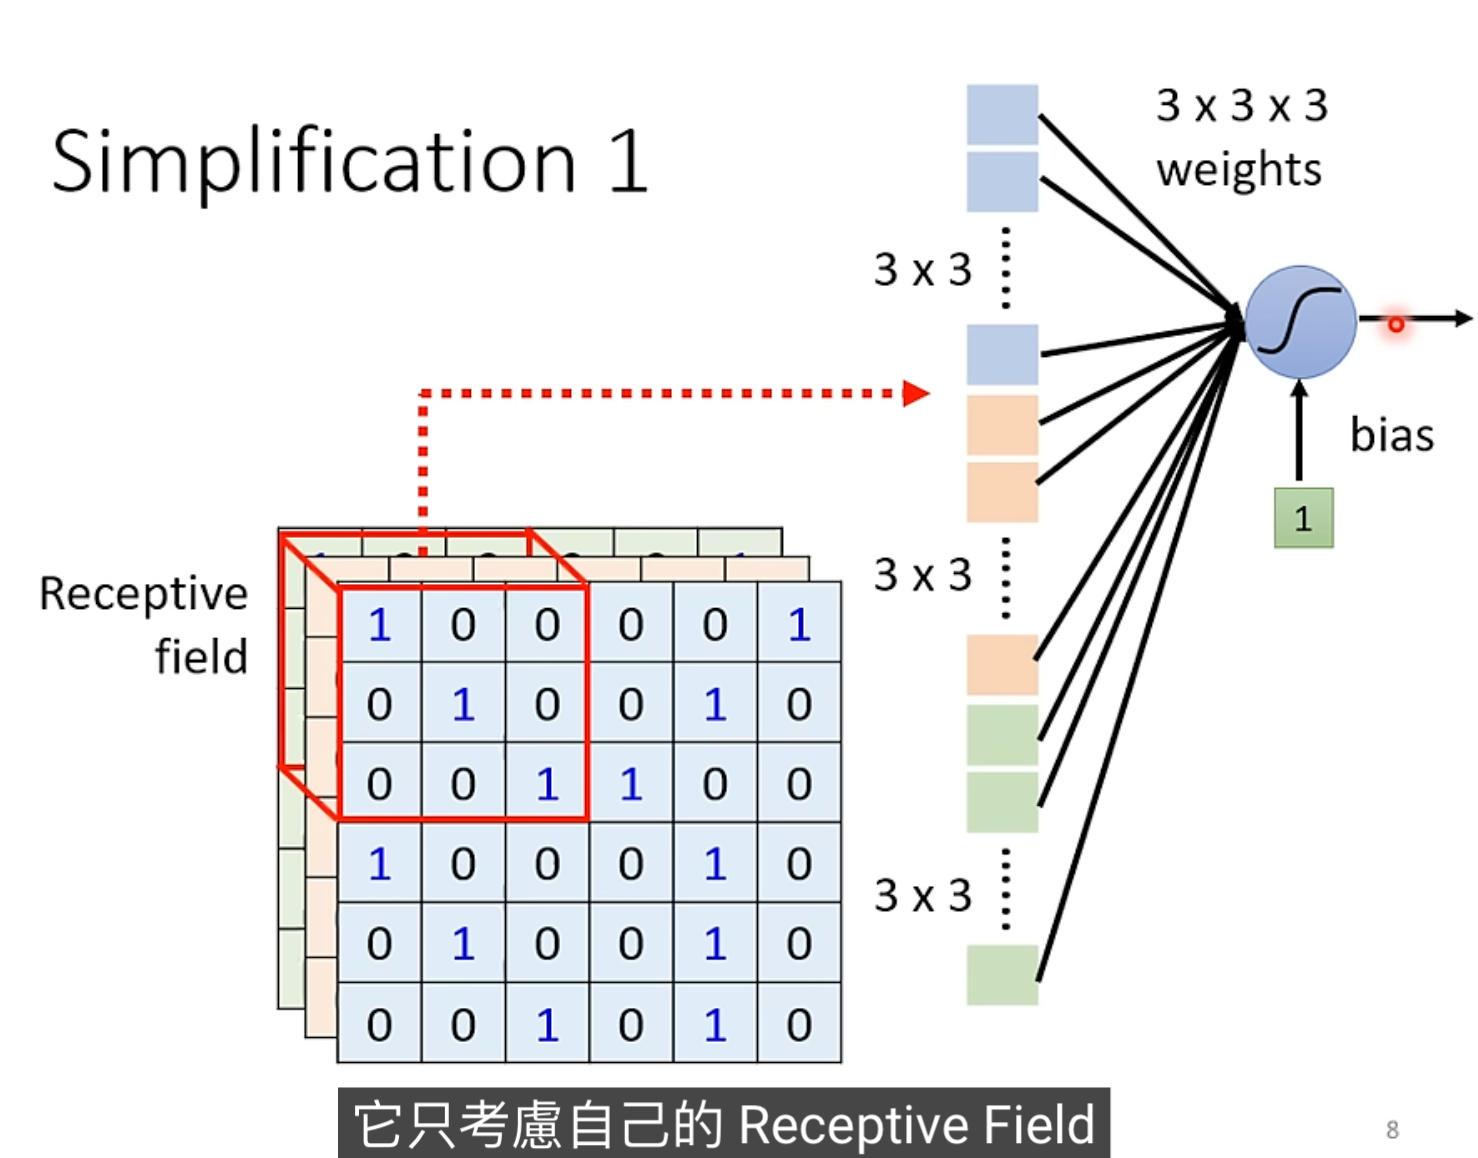 Simplification 1
3 x 3 x 3
weights
3 x 3
bias
1
3 x 3
3 x 3
Receptive
field
1 0 0 0 0 1
0 1 0 0 1 0
0 0 1 1 0 0
1 0 0 0 1 0
0 1 0 0 1 0
0 0 1 0 1 0
它只考慮自己的 Receptive Field
8